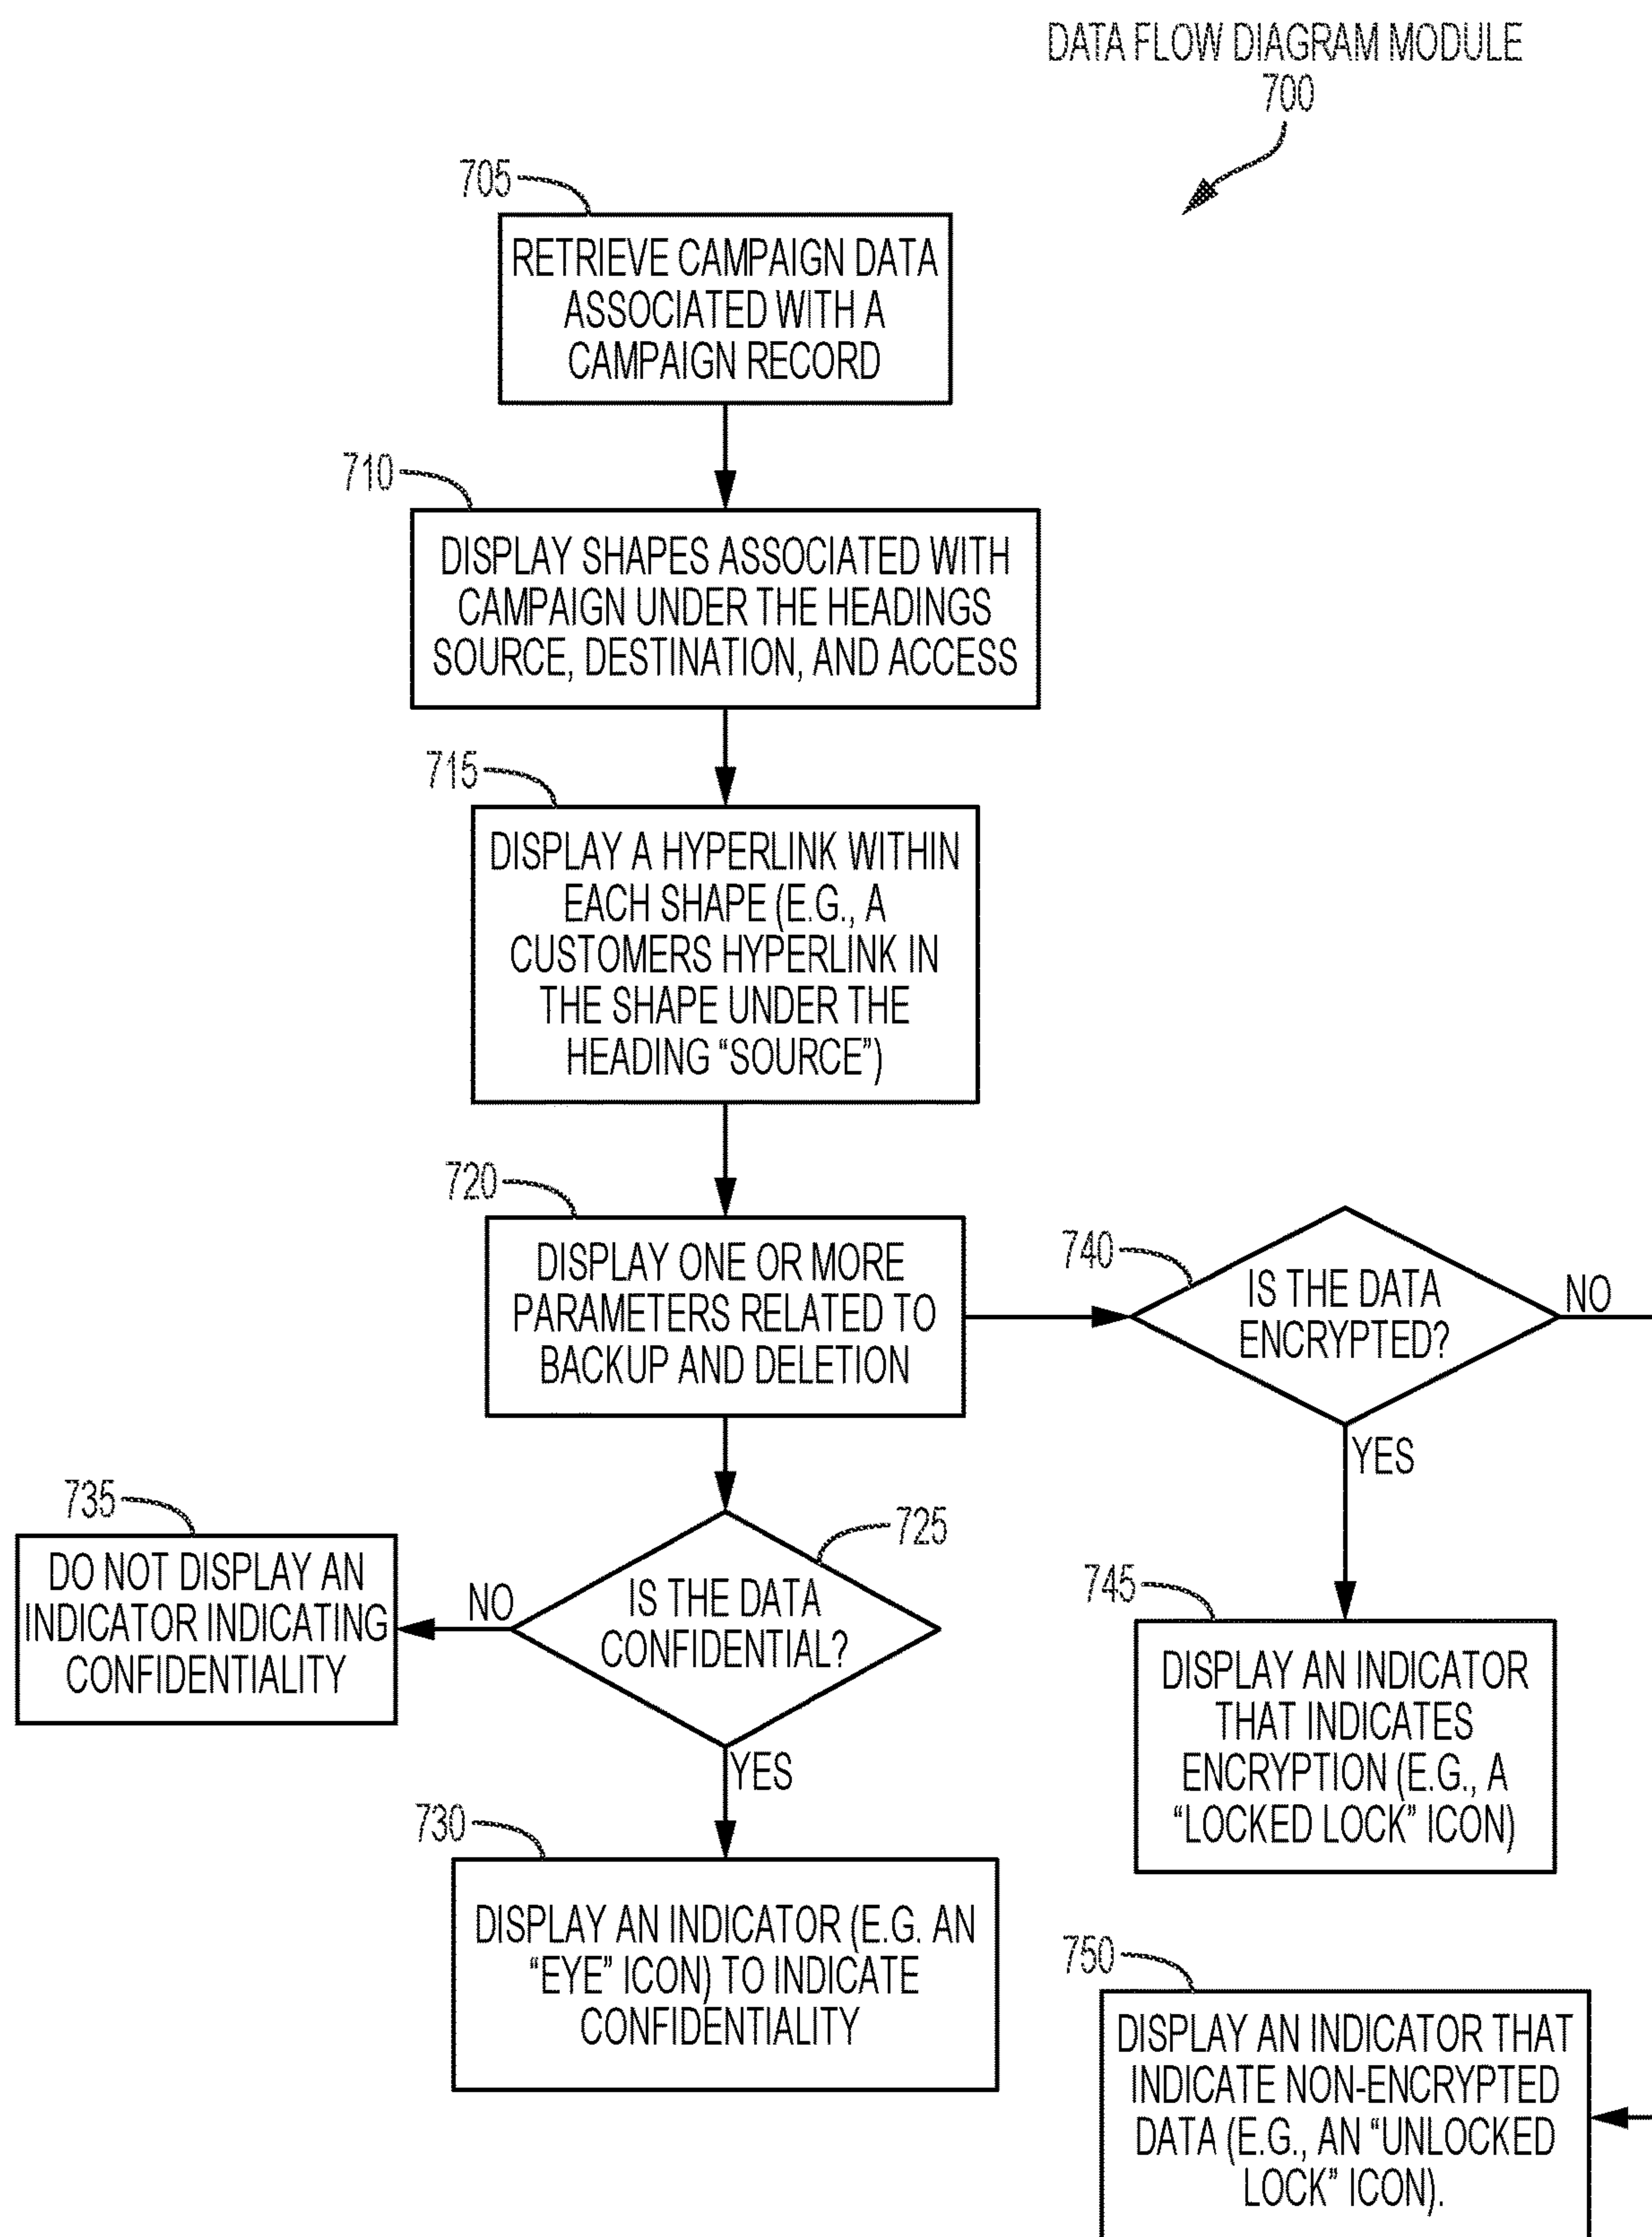 DATA FLOW DIAGRAM MODULE
700
705
RETRIEVE CAMPAIGN DATA
ASSOCIATED WITH A
CAMPAIGN RECORD
710
DISPLAY SHAPES ASSOCIATED WITH
CAMPAIGN UNDER THE HEADINGS
SOURCE, DESTINATION, AND ACCESS
715
DISPLAY A HYPERLINK WITHIN
EACH SHAPE (E.G., A
CUSTOMERS HYPERLINK IN
THE SHAPE UNDER THE
HEADING “SOURCE”)
720
DISPLAY ONE OR MORE
PARAMETERS RELATED TO
BACKUP AND DELETION
740
IS THE DATA
ENCRYPTED?
NO
YES
735
DO NOT DISPLAY AN
INDICATOR INDICATING
CONFIDENTIALITY
NO
725
IS THE DATA
CONFIDENTIAL?
YES
745
DISPLAY AN INDICATOR
THAT INDICATES
ENCRYPTION (E.G., A
“LOCKED LOCK” ICON)
730
DISPLAY AN INDICATOR (E.G. AN
“EYE” ICON) TO INDICATE
CONFIDENTIALITY
750
DISPLAY AN INDICATOR THAT
INDICATE NON-ENCRYPTED
DATA (E.G., AN “UNLOCKED
LOCK” ICON).